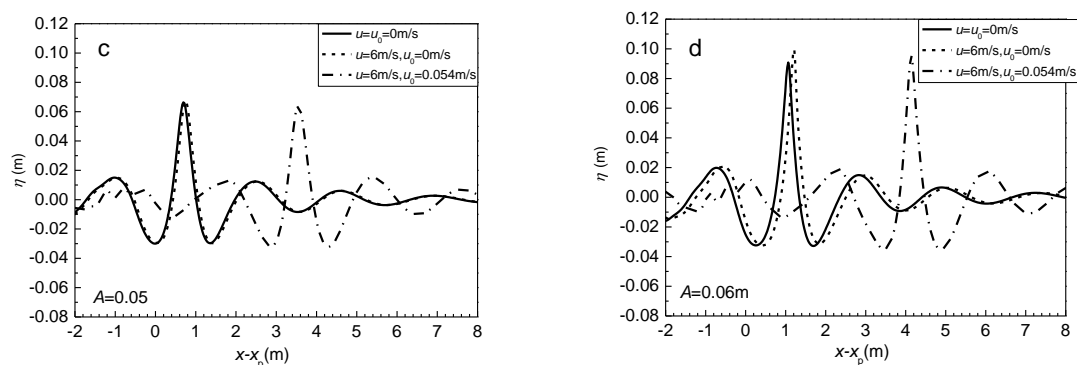 0.12
0.10
0.08
0.06
0.04
0.02
0.00
-0.02
-0.04
-0.06
-0.08
η (m)
c
u=u₀=0m/s
u=6m/s,u₀=0m/s
u=6m/s,u₀=0.054m/s
A=0.05
-2 -1 0 1 2 3 4 5 6 7 8
x-xₚ(m)
0.12
0.10
0.08
0.06
0.04
0.02
0.00
-0.02
-0.04
-0.06
-0.08
η (m)
d
u=u₀=0m/s
u=6m/s,u₀=0m/s
u=6m/s,u₀=0.054m/s
A=0.06m
-2 -1 0 1 2 3 4 5 6 7 8
x-xₚ(m)